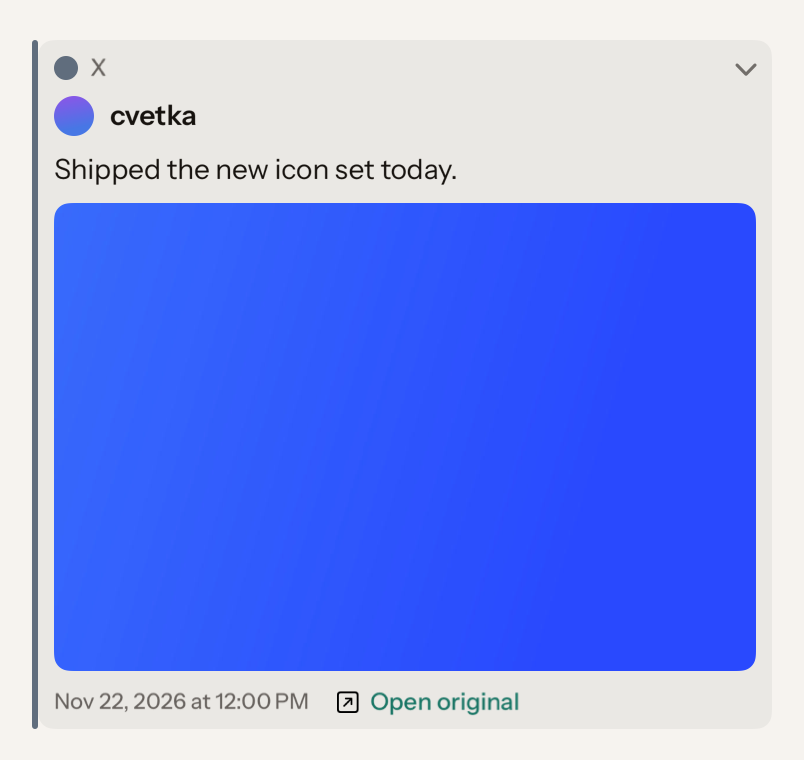 X
cvetka
Shipped the new icon set today.
Nov 22, 2026 at 12:00 PM Open original